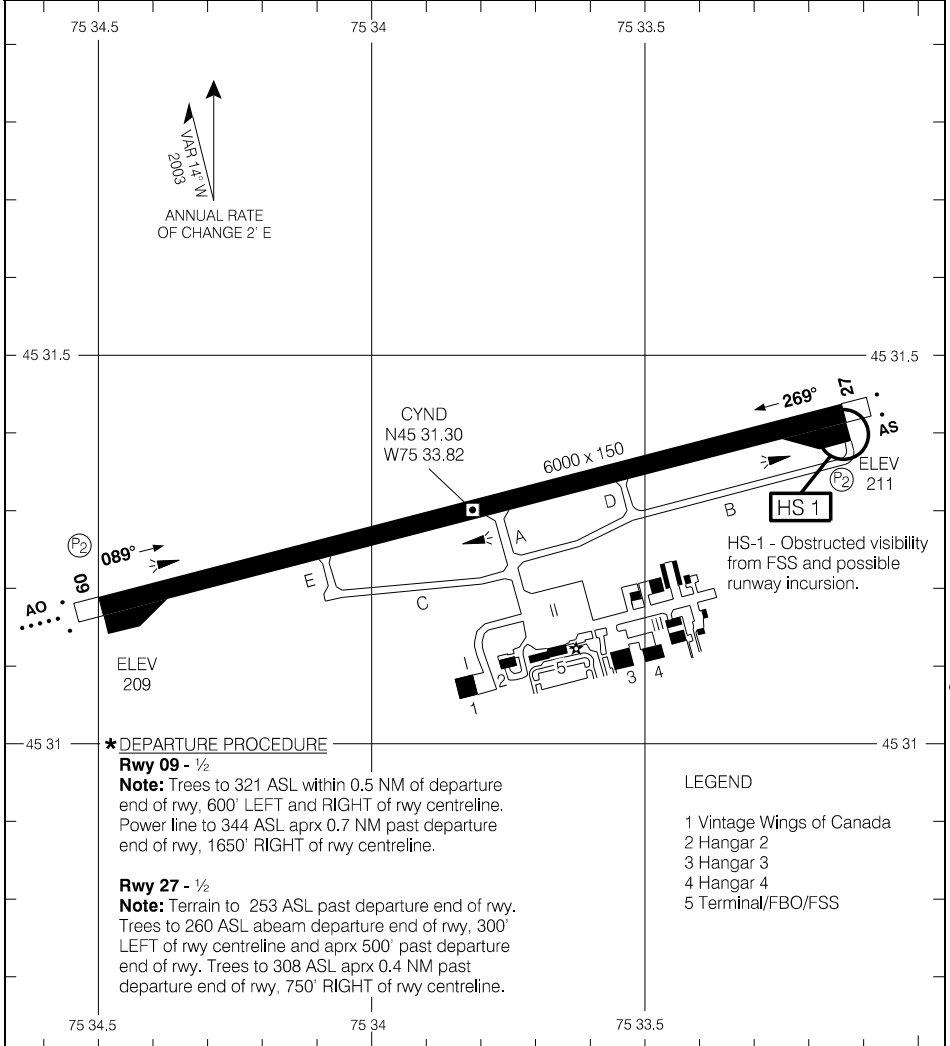 75 34.5
75 34
75 33.5
VAR 14° W
2003
ANNUAL RATE
OF CHANGE 2' E
45 31.5
45 31.5
CYND
N45 31.30
W75 33.82
269°
27
AS
6000 x 150
P2
ELEV
211
HS 1
HS-1 - Obstructed visibility
from FSS and possible
runway incursion.
P2
089°
09
AO
ELEV
209
A
D
B
E
C
II
I
III
1
2
5
3
4
45 31
45 31
* DEPARTURE PROCEDURE
Rwy 09 - ½
Note: Trees to 321 ASL within 0.5 NM of departure
end of rwy, 600' LEFT and RIGHT of rwy centreline.
Power line to 344 ASL aprx 0.7 NM past departure
end of rwy, 1650' RIGHT of rwy centreline.
Rwy 27 - ½
Note: Terrain to 253 ASL past departure end of rwy.
Trees to 260 ASL abeam departure end of rwy, 300'
LEFT of rwy centreline and aprx 500' past departure
end of rwy. Trees to 308 ASL aprx 0.4 NM past
departure end of rwy, 750' RIGHT of rwy centreline.
LEGEND
1 Vintage Wings of Canada
2 Hangar 2
3 Hangar 3
4 Hangar 4
5 Terminal/FBO/FSS
75 34.5
75 34
75 33.5